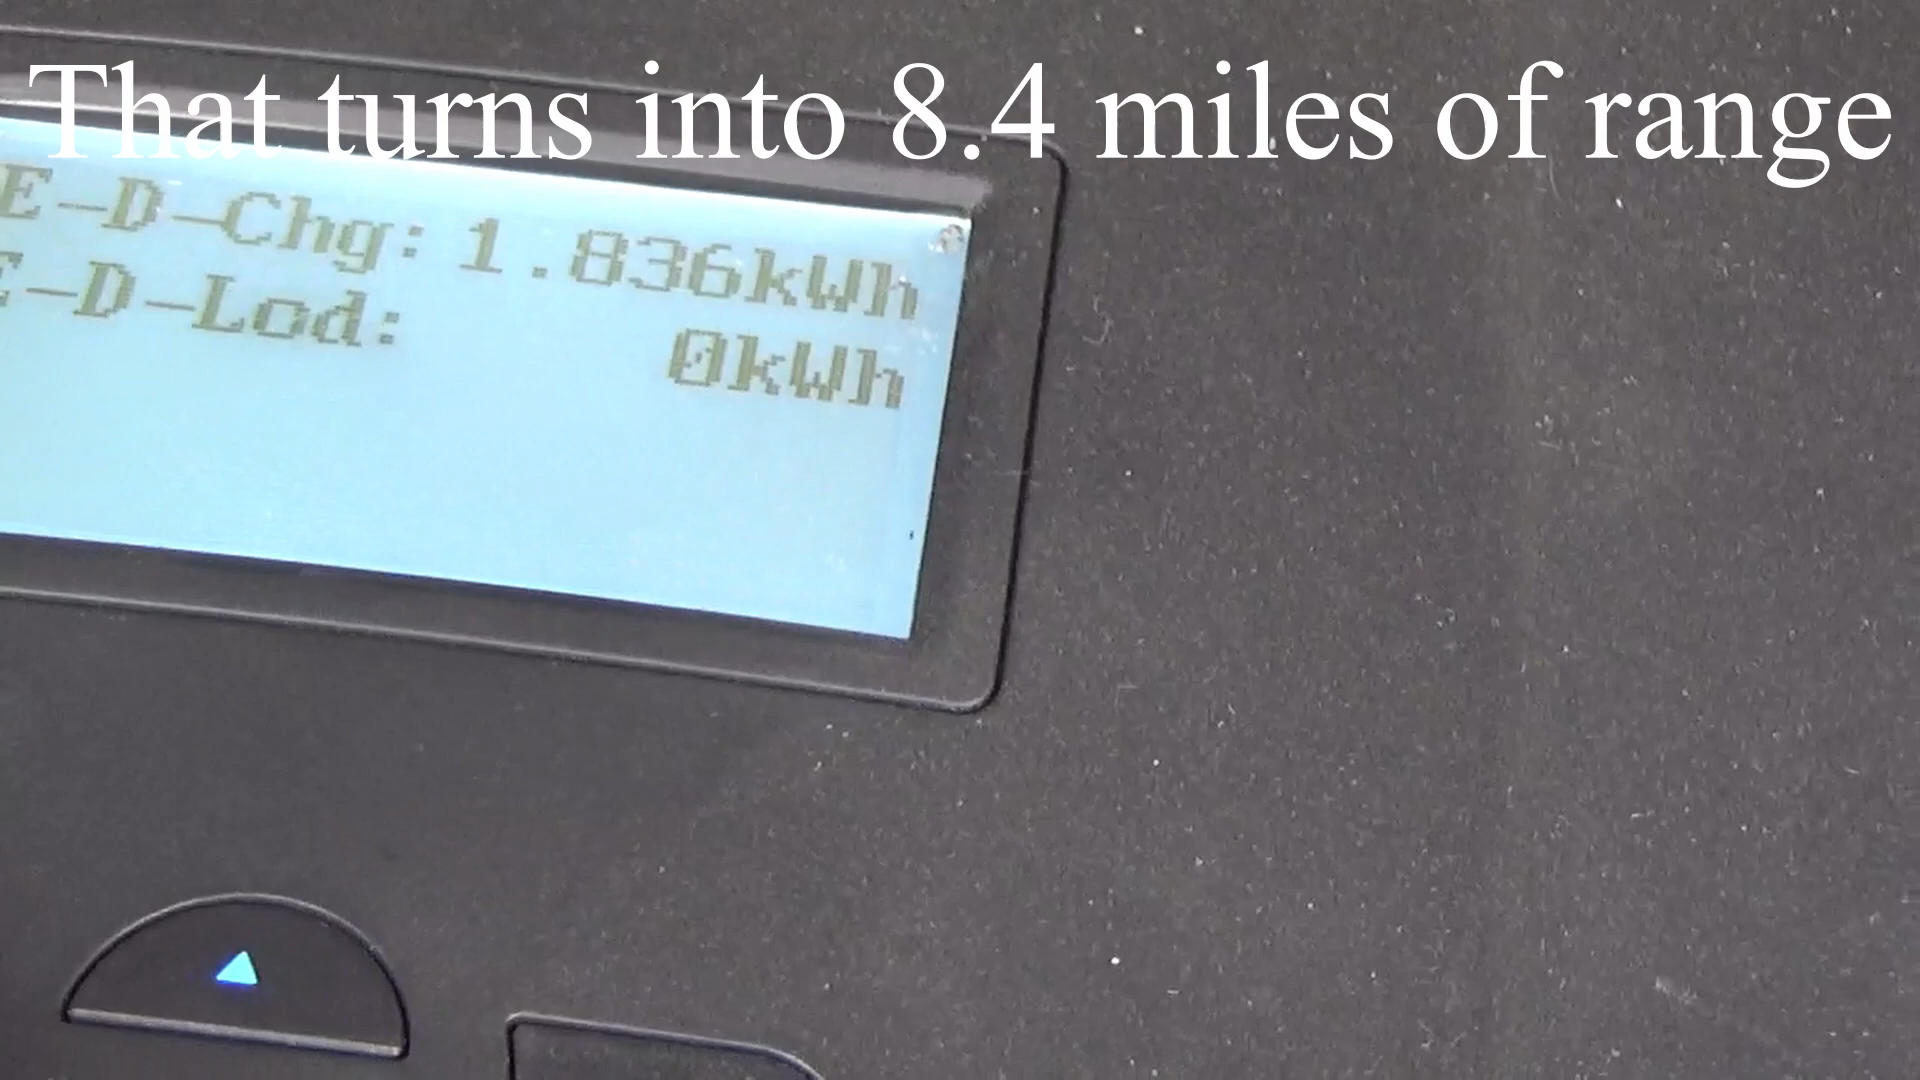 That turns into 8.4 miles of range
E-D-Chg: 1.836kWh
E-D-Lod: 0kWh